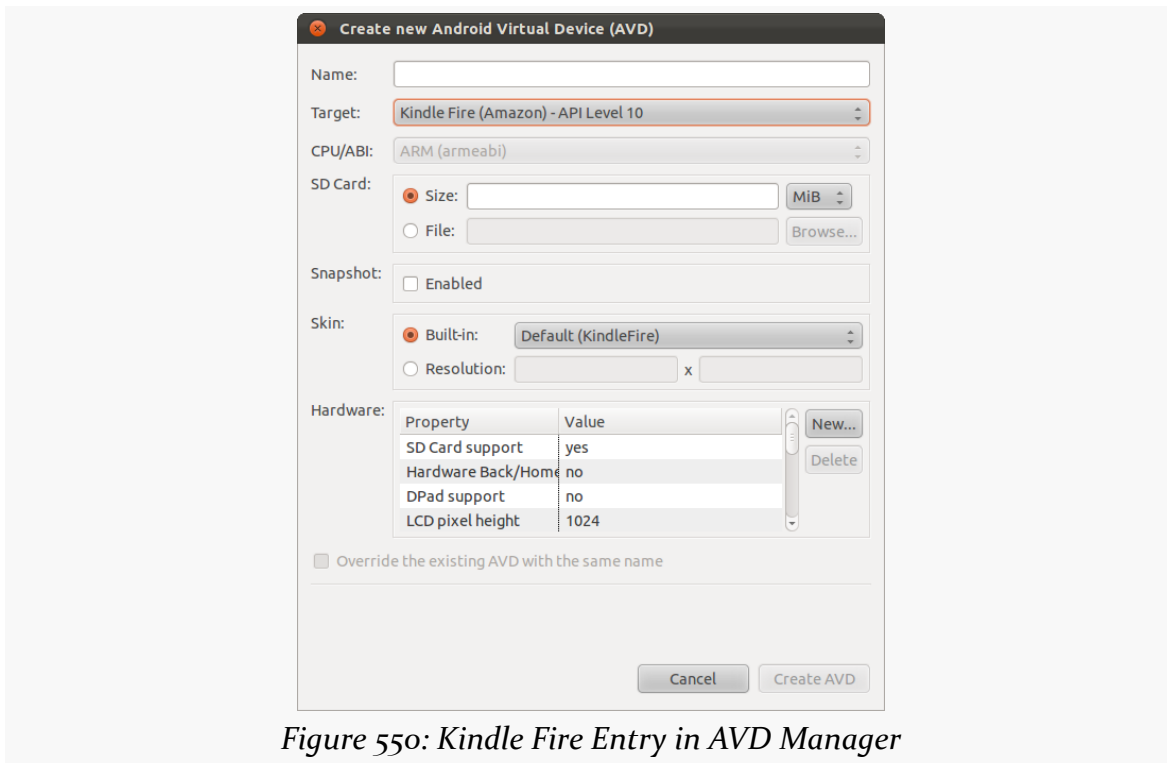 Create new Android Virtual Device (AVD)
Name:
Target: Kindle Fire (Amazon) - API Level 10
CPU/ABI: ARM (armeabi)
SD Card:
Size: MiB
File: Browse...
Snapshot:
Enabled
Skin:
Built-in: Default (KindleFire)
Resolution: x
Hardware:
Property Value New...
SD Card support yes
Hardware Back/Home no Delete
DPad support no
LCD pixel height 1024
Override the existing AVD with the same name
Cancel Create AVD
Figure 550: Kindle Fire Entry in AVD Manager